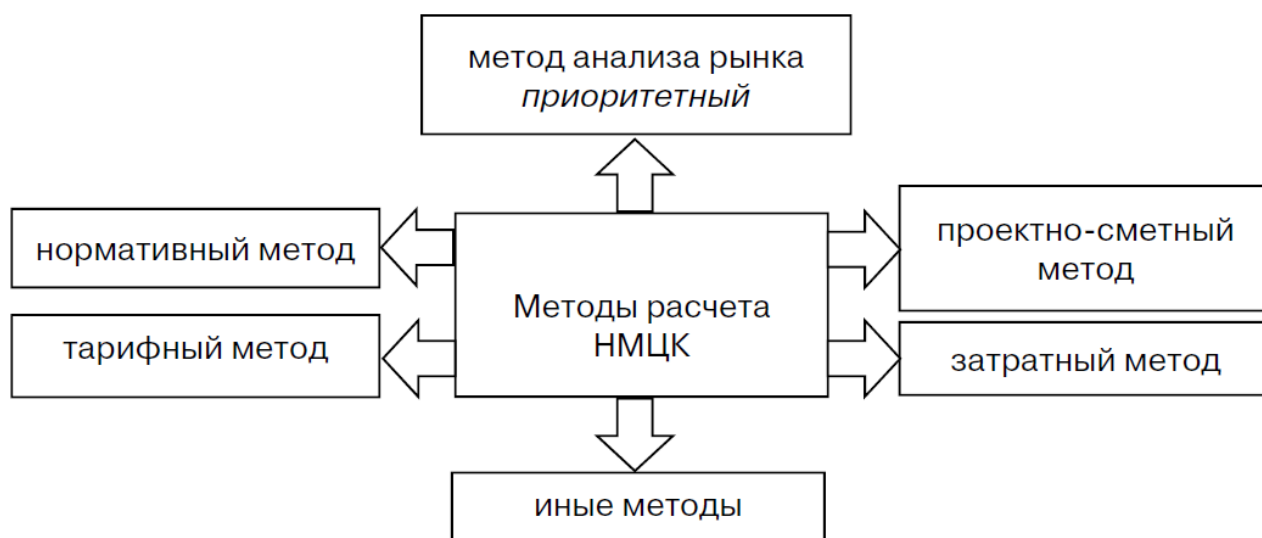 метод анализа рынка
приоритетный
нормативный метод
проектно-сметный
метод
Методы расчета
НМЦК
тарифный метод
затратный метод
иные методы